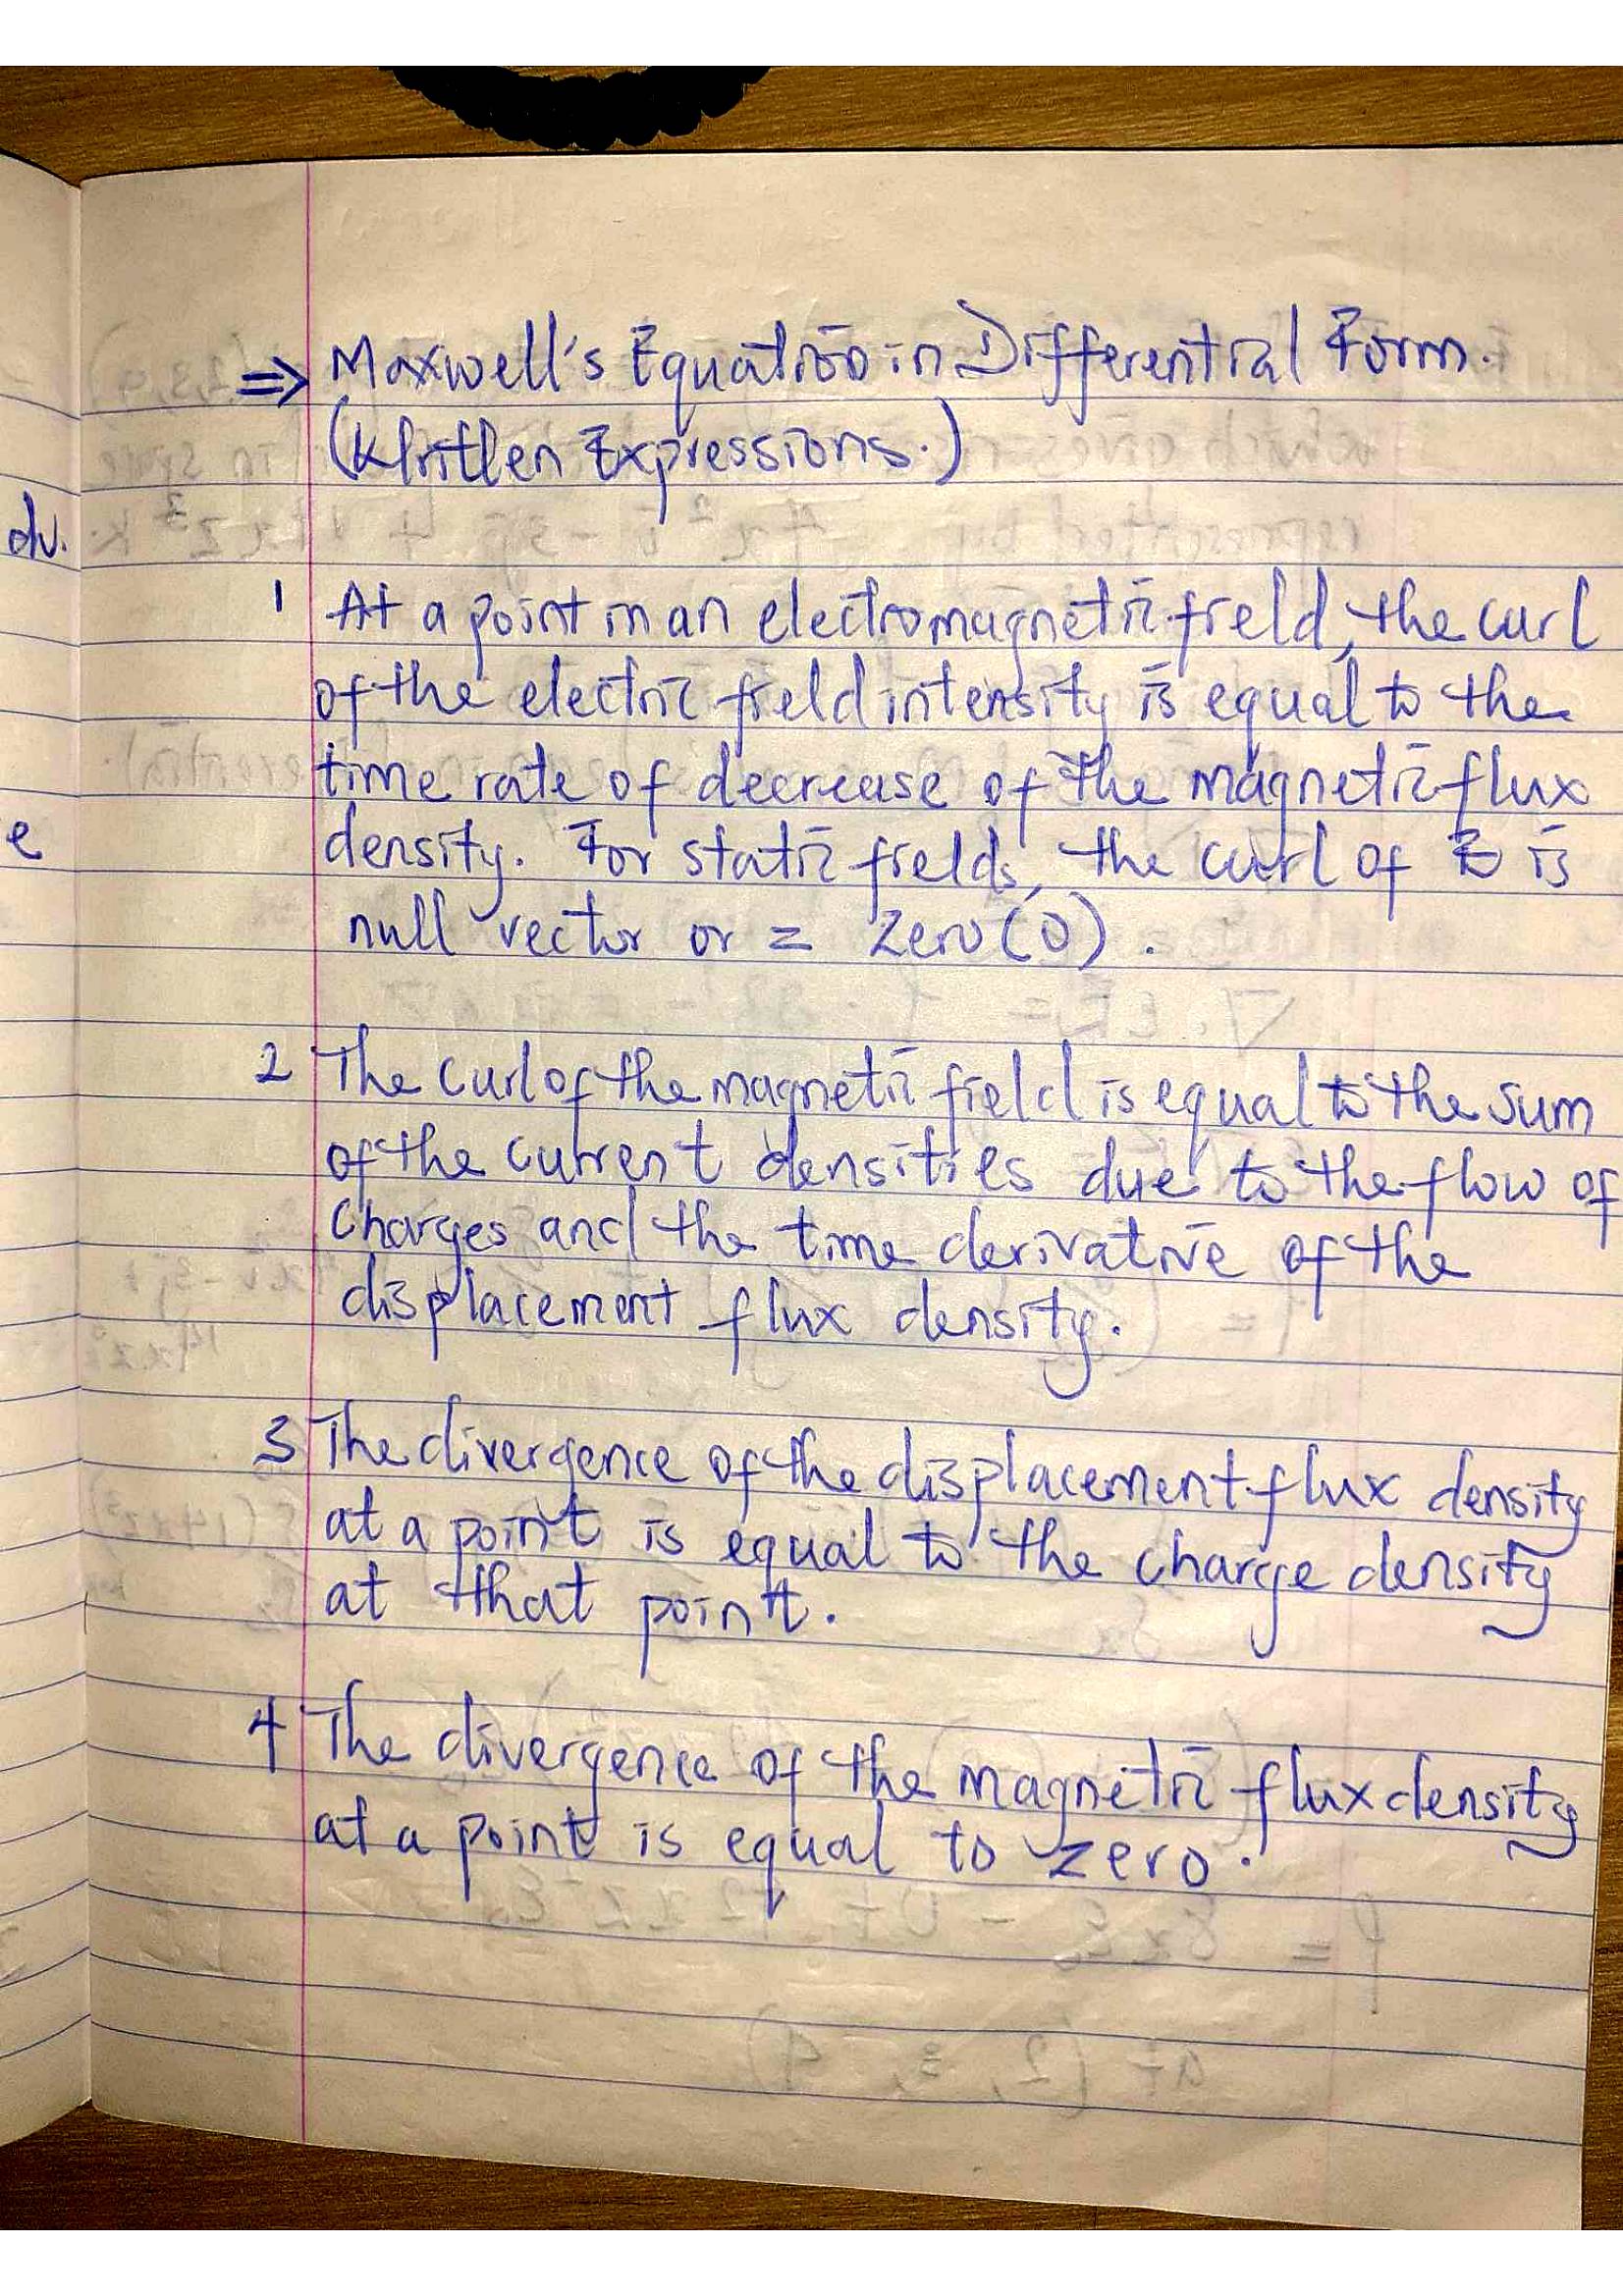 ⇒ Maxwell's Equation in Differential Form.
(Written Expressions.)
dv.
1 At a point in an electromagnetic field, the curl
of the electric field intensity is equal to the
time rate of decrease of the magnetic flux
e
density. For static fields, the curl of E is
null vector or = Zero (0).
2 The curl of the magnetic field is equal to the sum
of the current densities due to the flow of
charges and the time derivative of the
displacement flux density.
3 The divergence of the displacement flux density
at a point is equal to the charge density
at that point.
4 The divergence of the magnetic flux density
at a point is equal to zero.